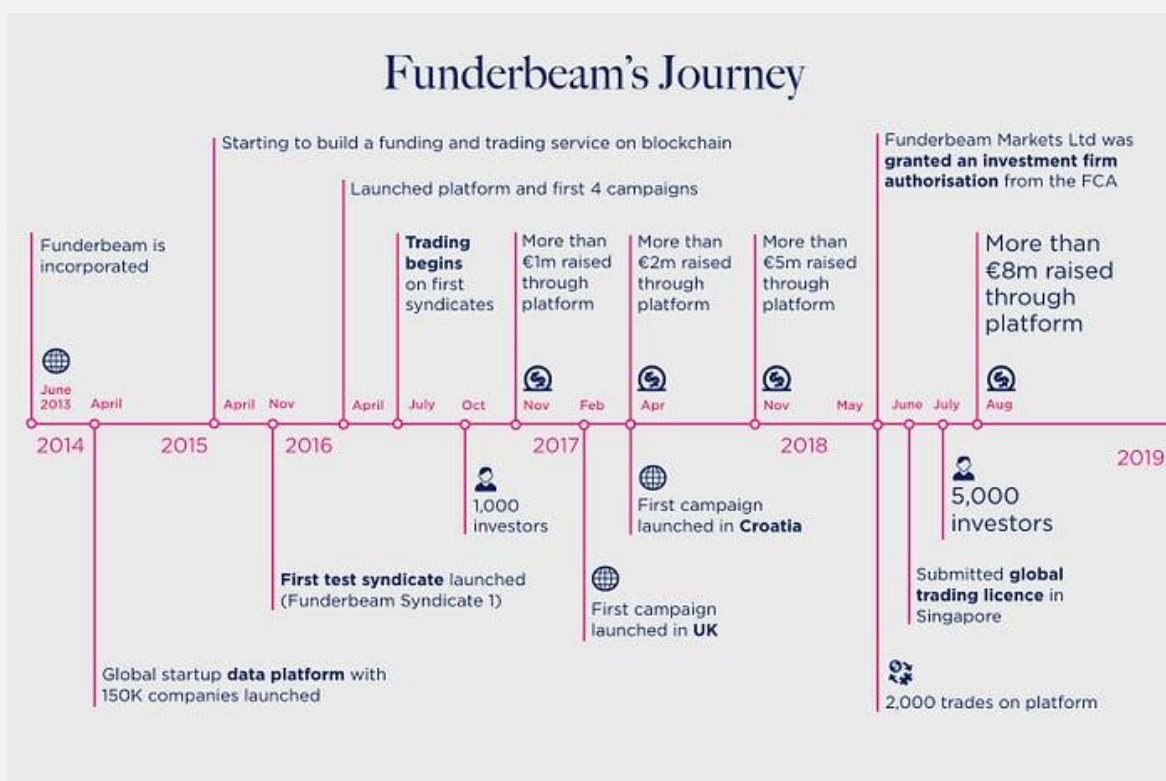 Funderbeam's Journey
Starting to build a funding and trading service on blockchain
Funderbeam Markets Ltd was
granted an investment firm
authorisation from the FCA
Launched platform and first 4 campaigns
Funderbeam is
incorporated
Trading
begins
on first
syndicates
More than
€1m raised
through
platform
More than
€2m raised
through
platform
More than
€5m raised
through
platform
More than
€8m raised
through
platform
June
2013
April
April
Nov
April
July
Oct
Nov
Feb
Apr
Nov
May
June
July
Aug
2014
2015
2016
2017
2018
2019
1,000
investors
First campaign
launched in Croatia
5,000
investors
First test syndicate launched
(Funderbeam Syndicate 1)
First campaign
launched in UK
Submitted global
trading licence in
Singapore
Global startup data platform with
150K companies launched
2,000 trades on platform